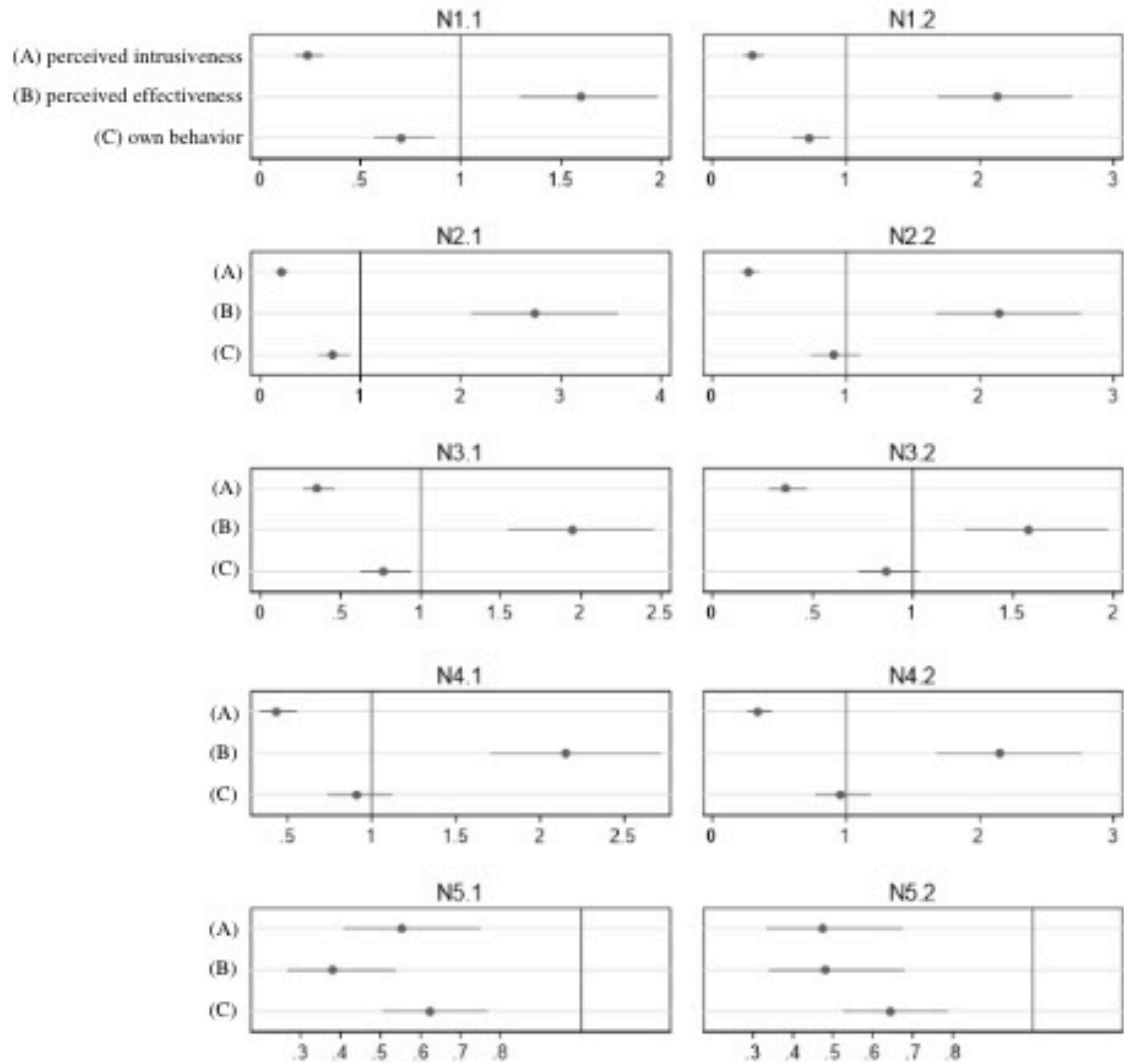 N1.1 N1.2
(A) perceived intrusiveness
(B) perceived effectiveness
(C) own behavior
0 .5 1 1.5 2 0 1 2 3
N2.1 N2.2
(A)
(B)
(C)
0 1 2 3 4 0 1 2 3
N3.1 N3.2
(A)
(B)
(C)
0 .5 1 1.5 2 2.5 0 .5 1 1.5 2
N4.1 N4.2
(A)
(B)
(C)
.5 1 1.5 2 2.5 0 1 2 3
N5.1 N5.2
(A)
(B)
(C)
.3 .4 .5 .6 .7 .8 .3 .4 .5 .6 .7 .8